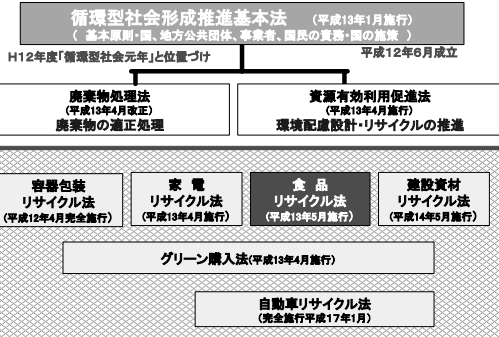 循環型社会形成推進基本法 (平成13年1月施行)
( 基本原則・国、地方公共団体、事業者、国民の責務・国の施策 )
H12年度「循環型社会元年」と位置づけ 平成12年6月成立
廃棄物処理法
(平成13年4月改正)
廃棄物の適正処理
資源有効利用促進法
(平成13年4月施行)
環境配慮設計・リサイクルの推進
容器包装
リサイクル法
(平成12年4月完全施行)
家 電
リサイクル法
(平成13年4月施行)
食 品
リサイクル法
(平成13年5月施行)
建設資材
リサイクル法
(平成14年5月施行)
グリーン購入法(平成13年4月施行)
自動車リサイクル法
(完全施行平成17年1月)